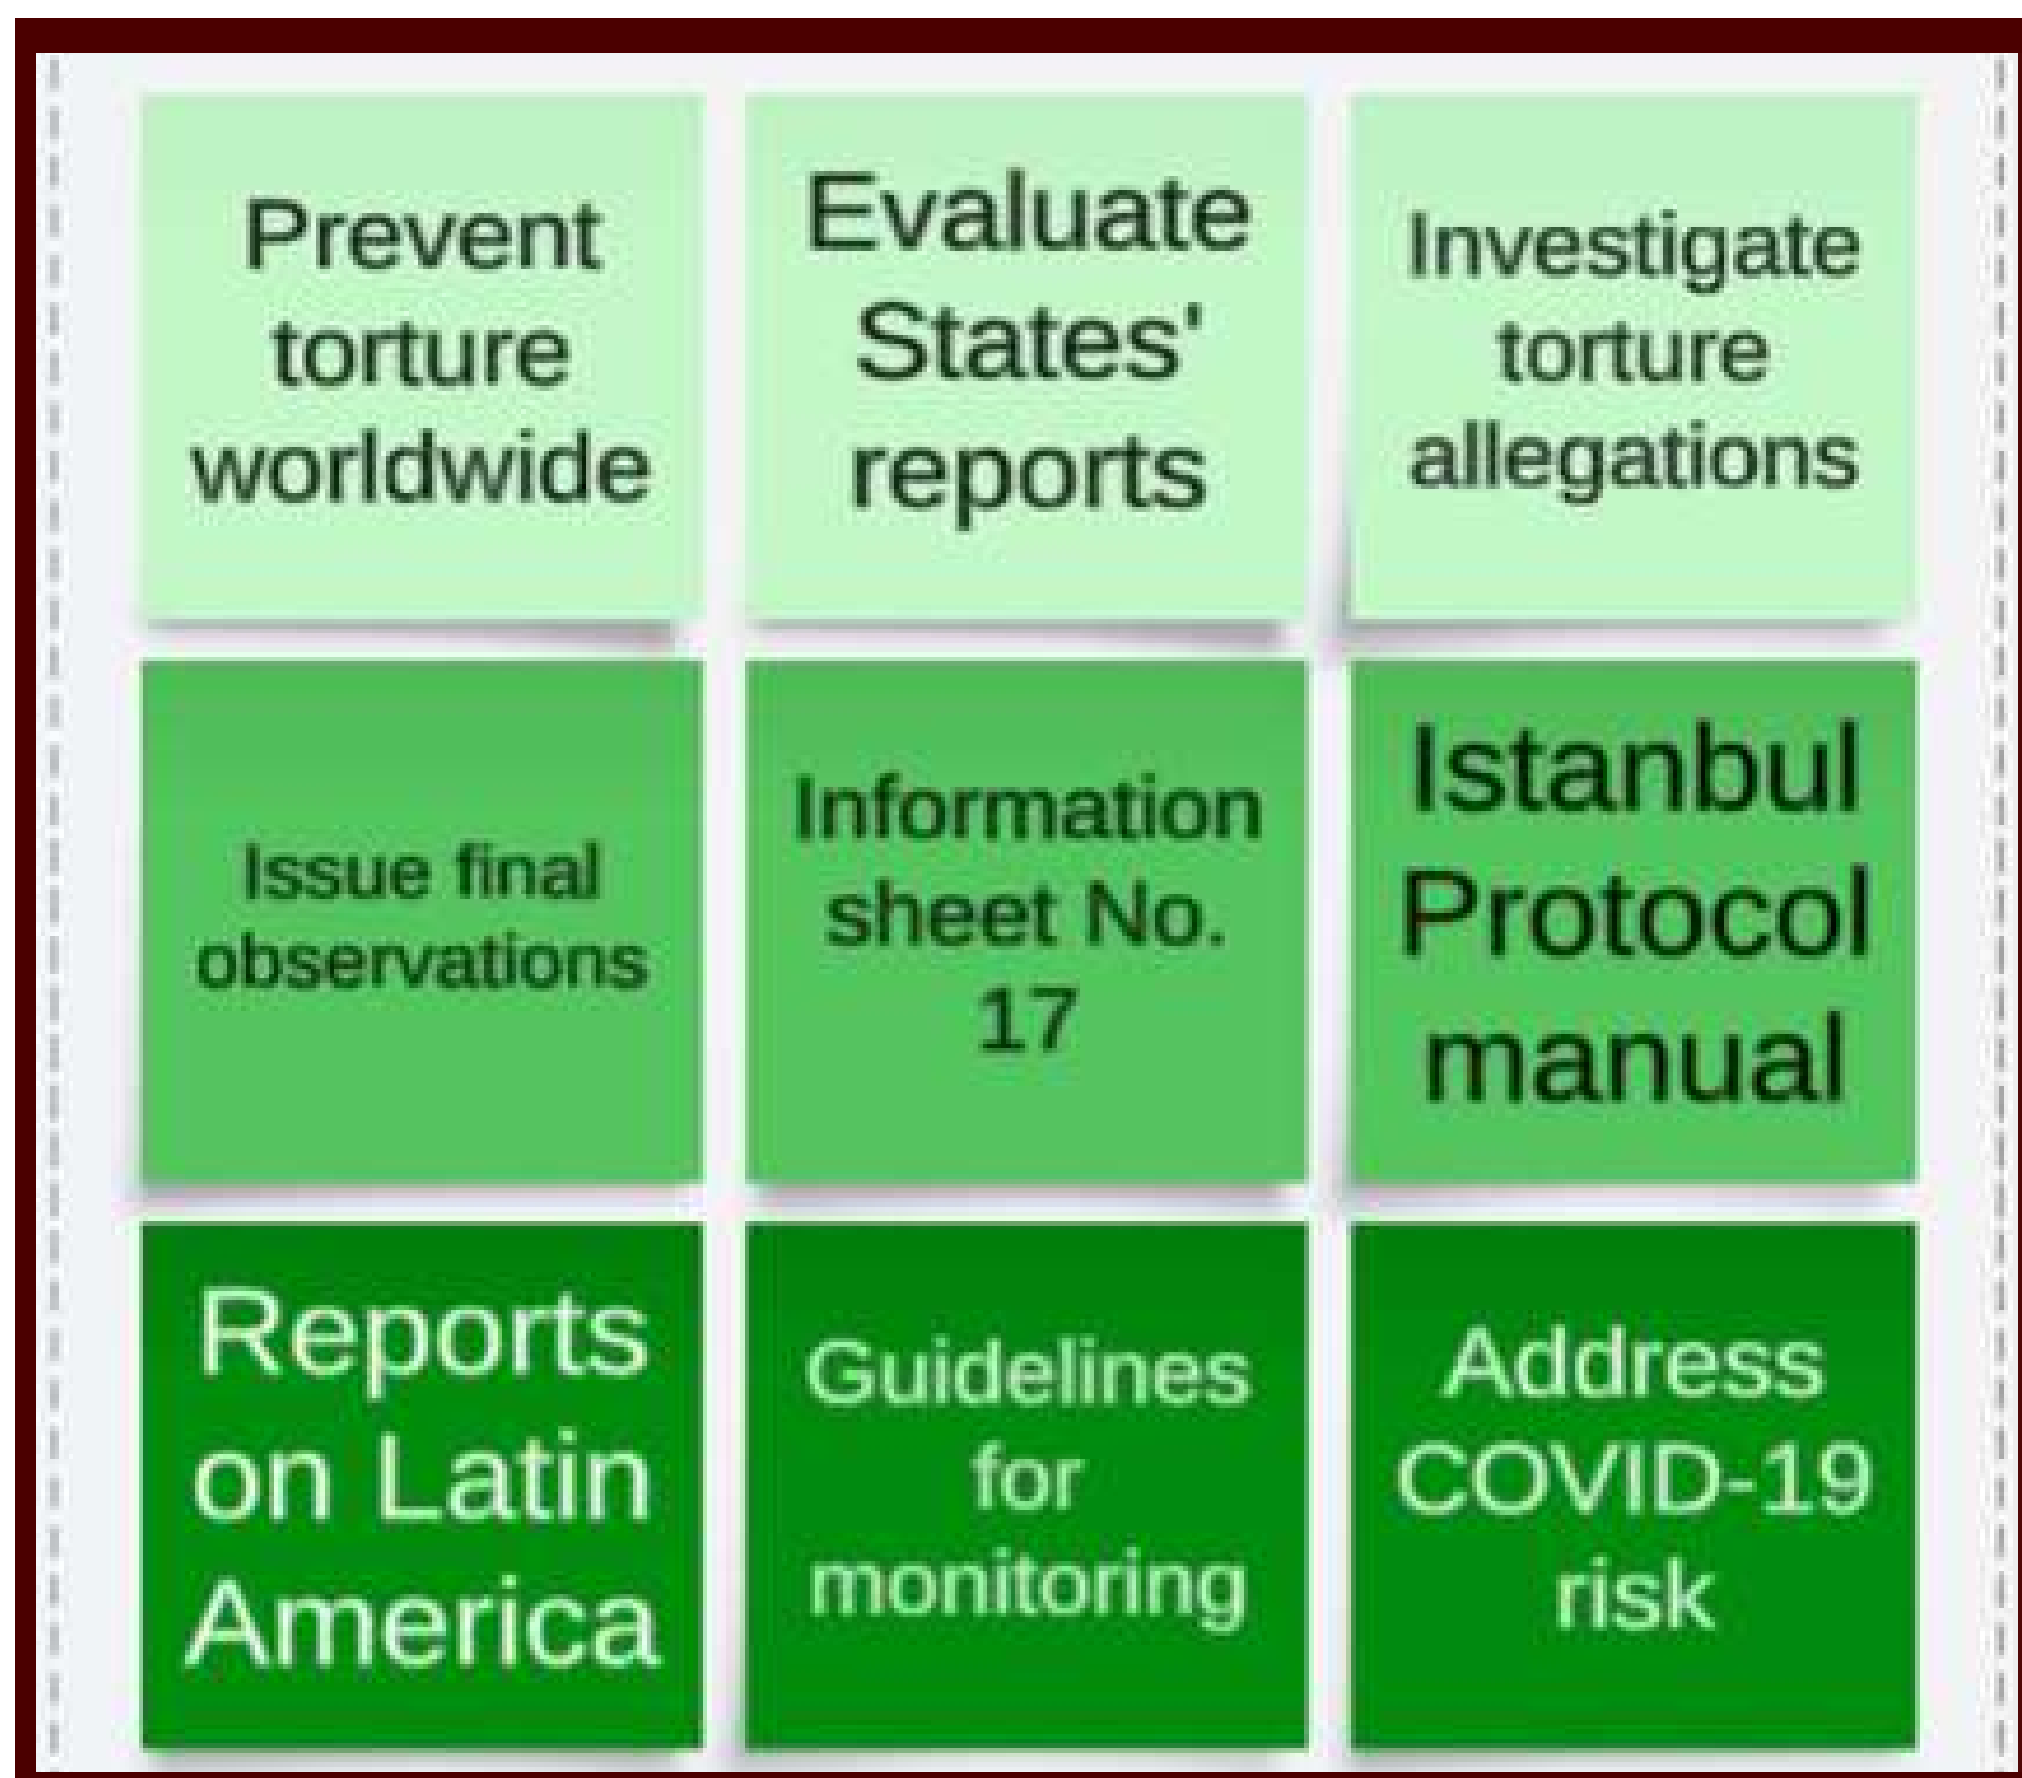 Prevent
torture
worldwide
Evaluate
States'
reports
Investigate
torture
allegations
Issue final
observations
Information
sheet No.
17
Istanbul
Protocol
manual
Reports
on Latin
America
Guidelines
for
monitoring
Address
COVID-19
risk